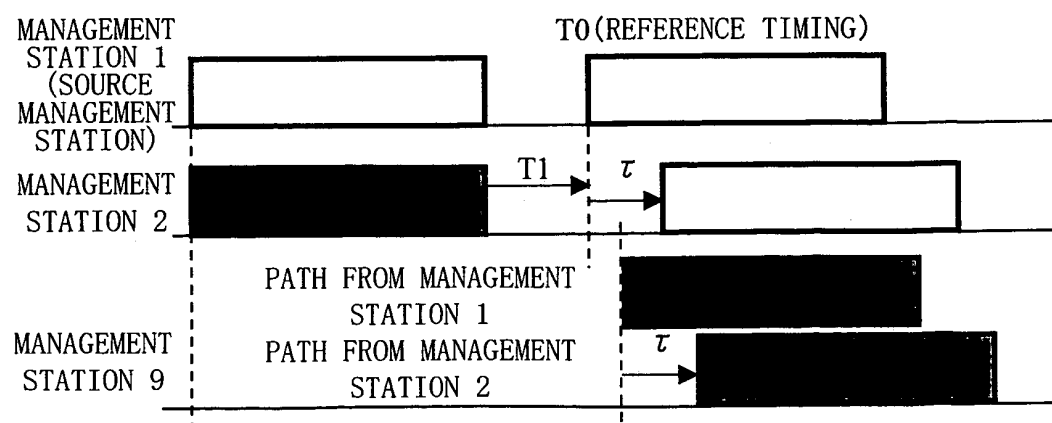 MANAGEMENT
STATION 1
(SOURCE
MANAGEMENT
STATION)
T0(REFERENCE TIMING)
MANAGEMENT
STATION 2
T1
τ
PATH FROM MANAGEMENT
STATION 1
MANAGEMENT
STATION 9
PATH FROM MANAGEMENT
STATION 2
τ